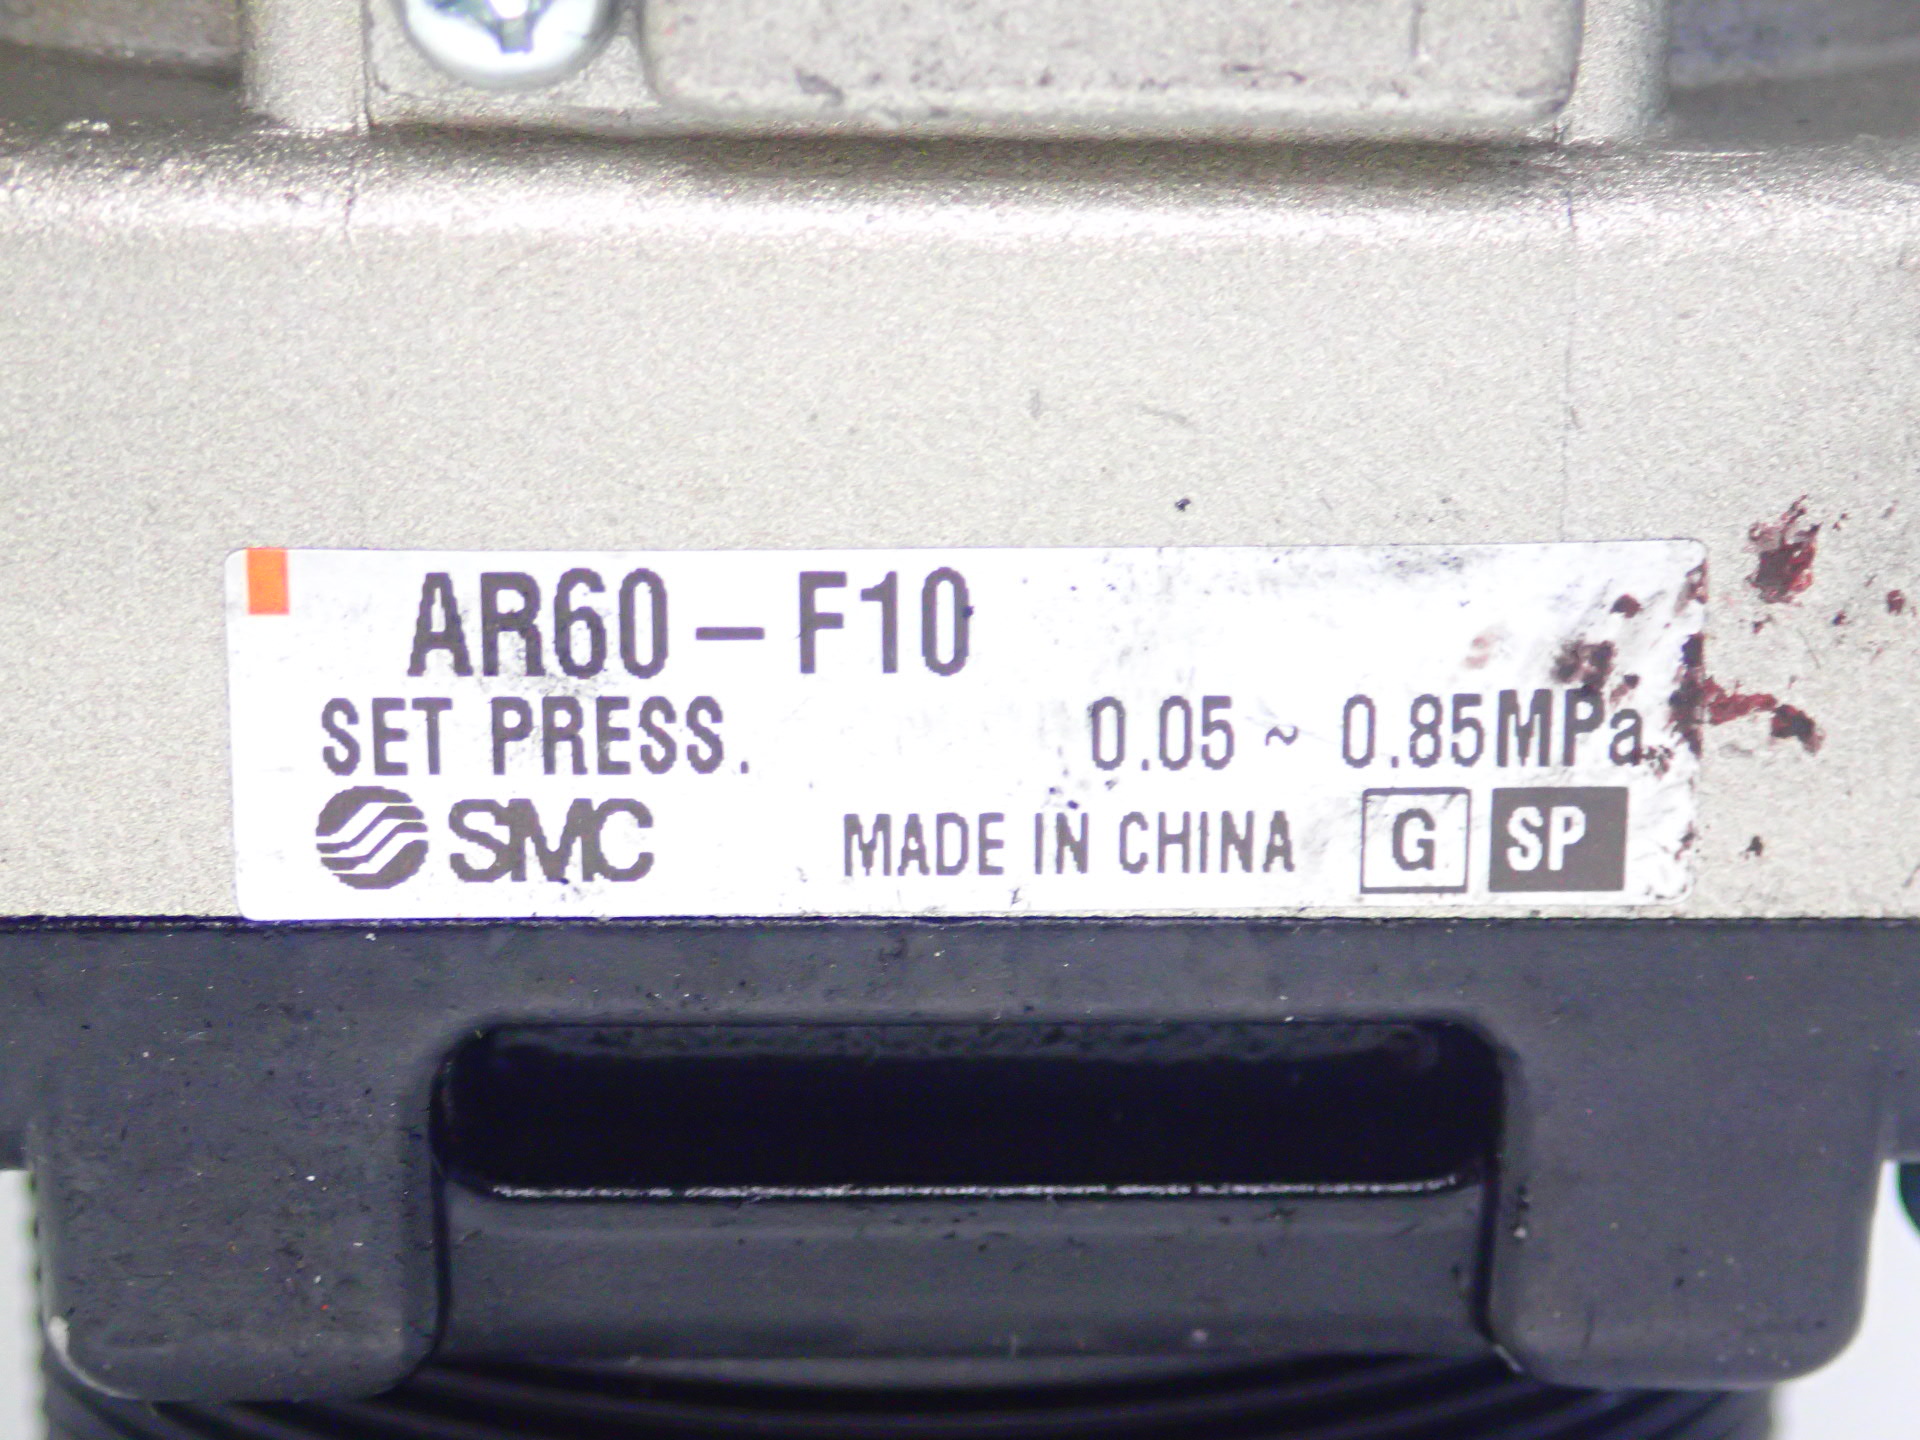 AR60-F10
SET PRESS. 0.05 ~ 0.85MPa
SMC MADE IN CHINA G SP